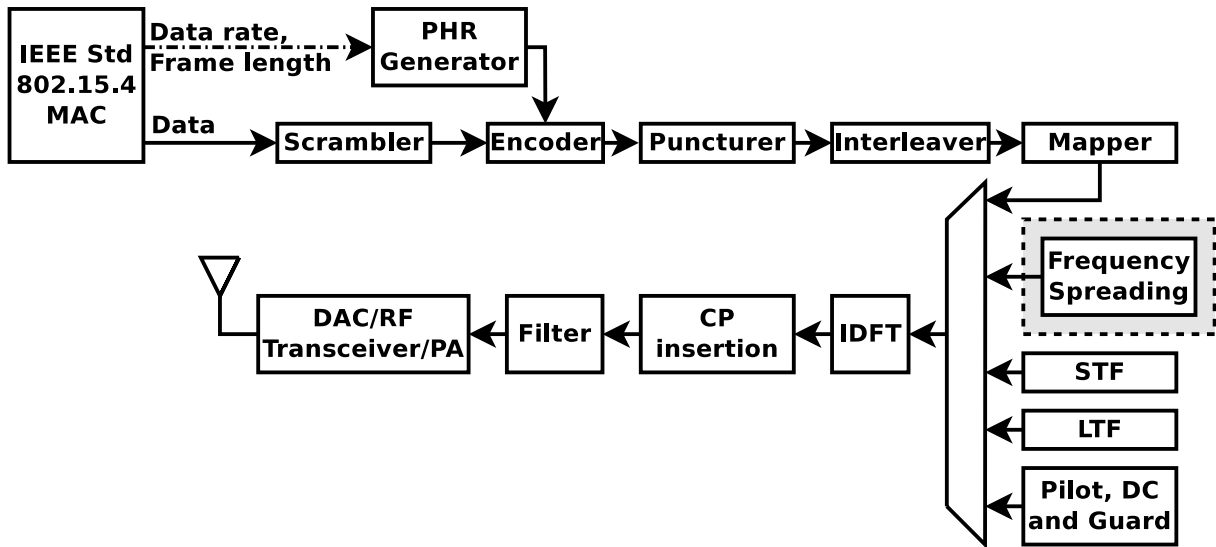 IEEE Std
802.15.4
MAC
Data rate,
Frame length
PHR
Generator
Data
Scrambler
Encoder
Puncturer
Interleaver
Mapper
Frequency
Spreading
DAC/RF
Transceiver/PA
Filter
CP
insertion
IDFT
STF
LTF
Pilot, DC
and Guard